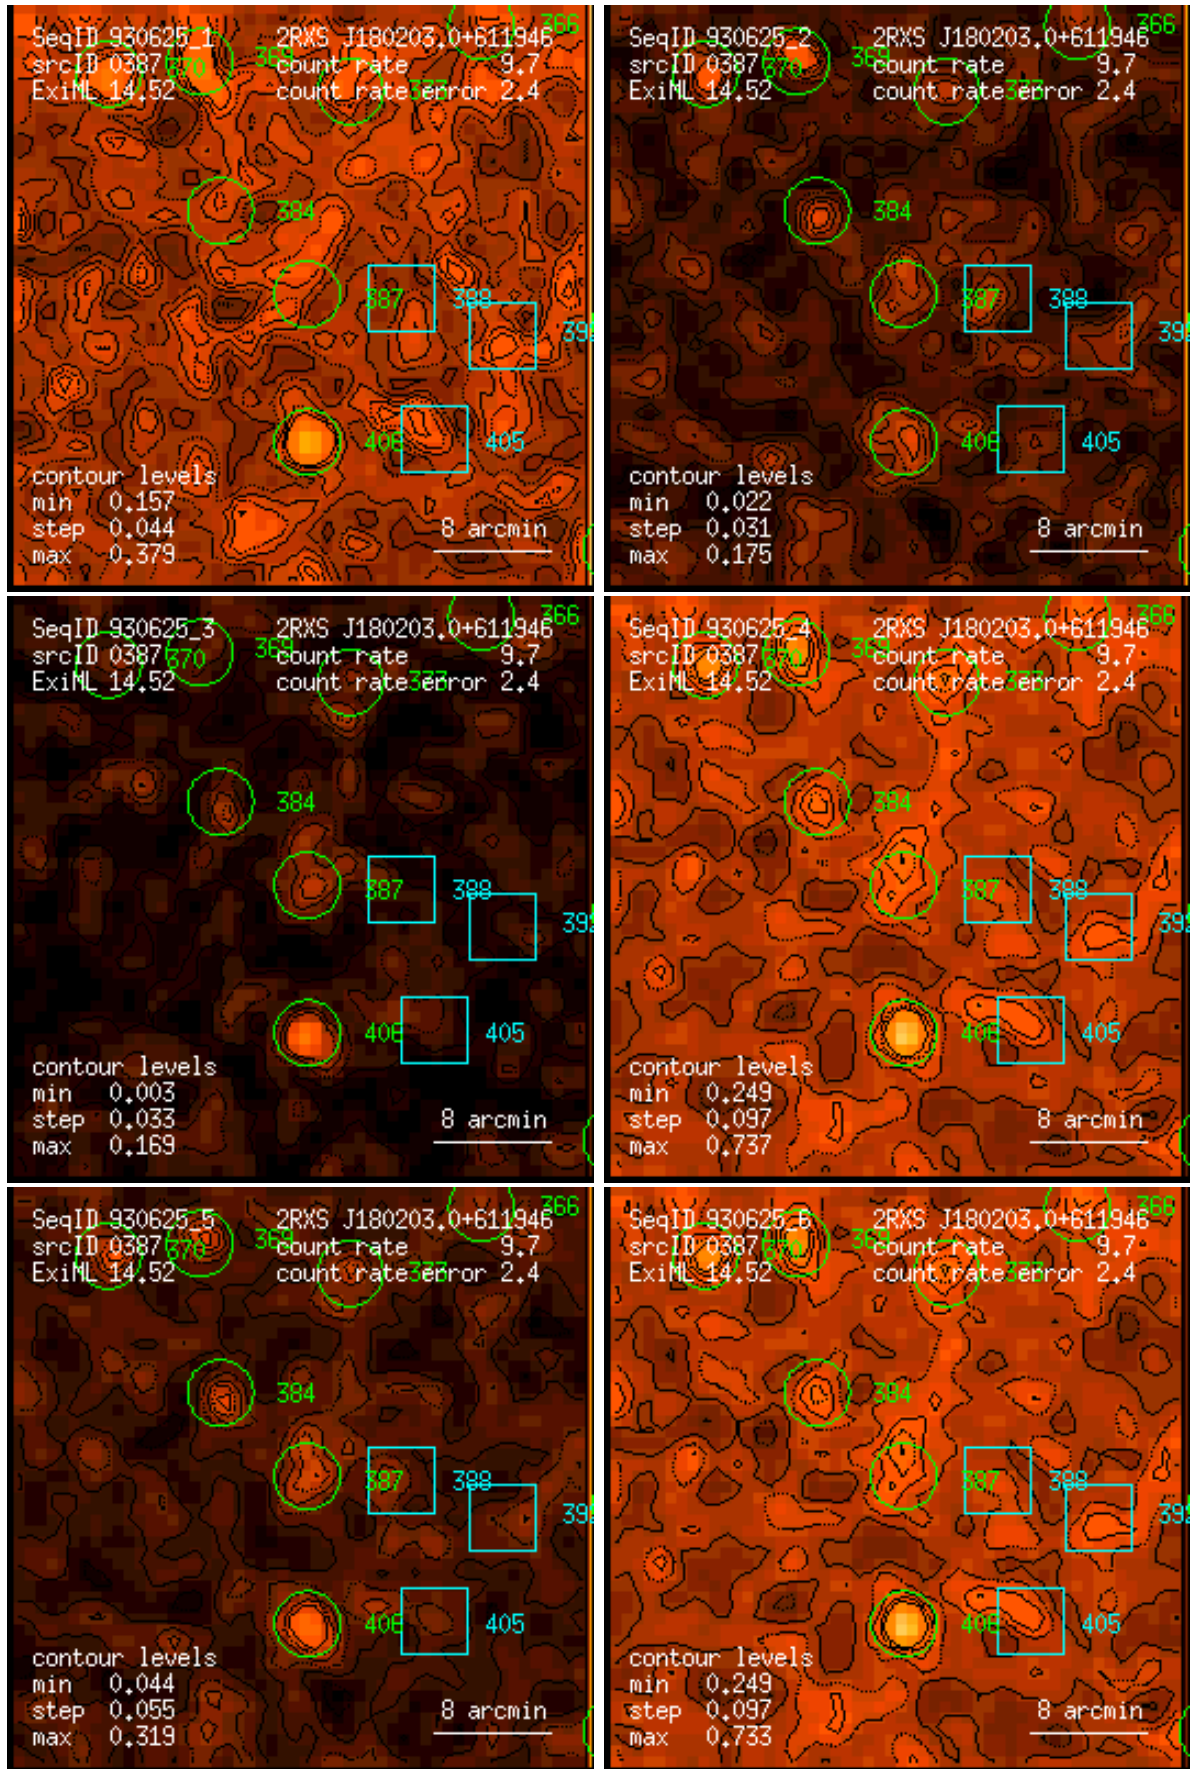 366
SeqID 930625_1 2RXS J180203.0+611946
369
srcID 0387 370 count rate 9.7
ExiML 14.52 count rate error 2.4
384
387 388
392
406 405
contour levels
min 0.157
step 0.044 8 arcmin
max 0.379
366
SeqID 930625_2 2RXS J180203.0+611946
369
srcID 0387 370 count rate 9.7
ExiML 14.52 count rate error 2.4
384
387 388
392
406 405
contour levels
min 0.022
step 0.031 8 arcmin
max 0.175
366
SeqID 930625_3 2RXS J180203.0+611946
369
srcID 0387 370 count rate 9.7
ExiML 14.52 count rate error 2.4
384
387 388
392
406 405
contour levels
min 0.003
step 0.033 8 arcmin
max 0.169
366
SeqID 930625_4 2RXS J180203.0+611946
369
srcID 0387 370 count rate 9.7
ExiML 14.52 count rate error 2.4
384
387 388
392
406 405
contour levels
min 0.249
step 0.097 8 arcmin
max 0.737
366
SeqID 930625_5 2RXS J180203.0+611946
369
srcID 0387 370 count rate 9.7
ExiML 14.52 count rate error 2.4
384
387 388
392
406 405
contour levels
min 0.044
step 0.055 8 arcmin
max 0.319
366
SeqID 930625_6 2RXS J180203.0+611946
369
srcID 0387 370 count rate 9.7
ExiML 14.52 count rate error 2.4
384
387 388
392
406 405
contour levels
min 0.249
step 0.097 8 arcmin
max 0.733